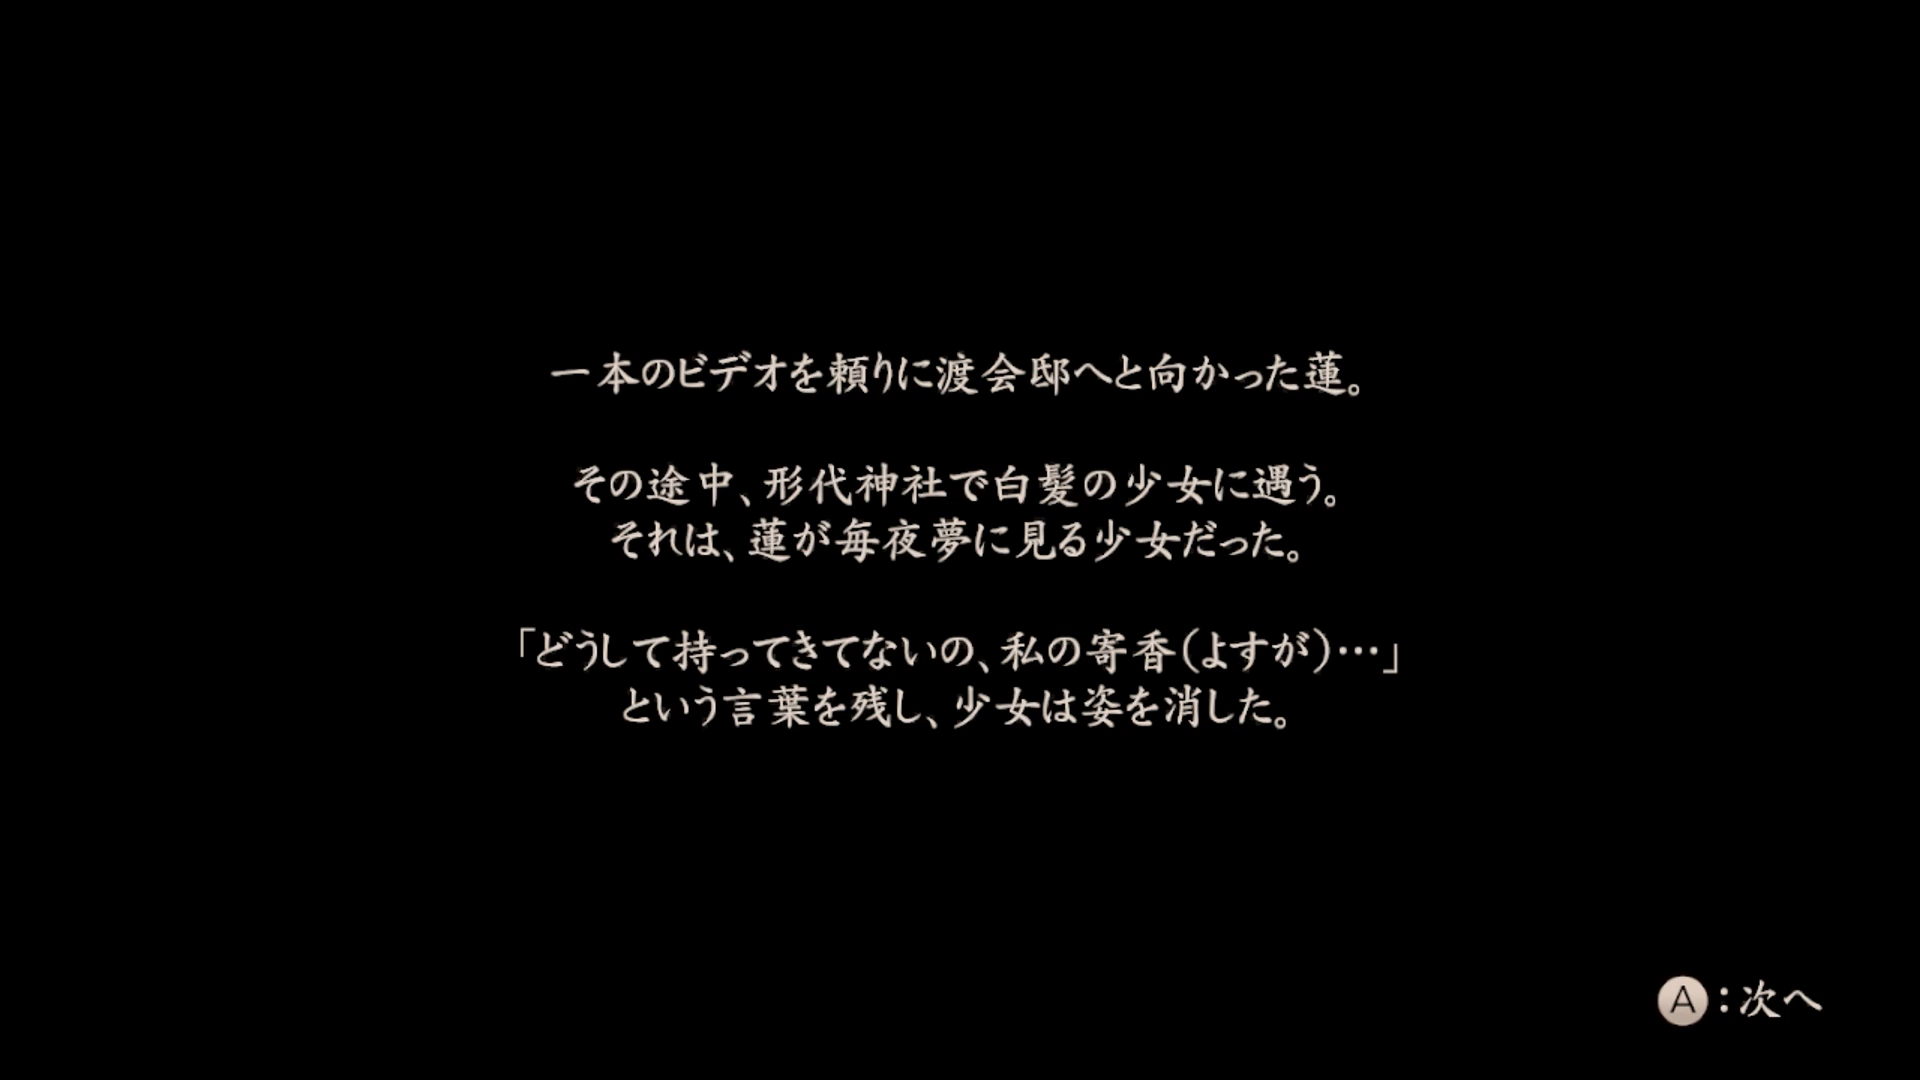 一本のビデオを頼りに渡会邸へと向かった蓮。
その途中、形代神社で白髪の少女に遇う。
それは、蓮が毎夜夢に見る少女だった。
「どうして持ってきてないの、私の寄香(よすが)…」
という言葉を残し、少女は姿を消した。
Ⓐ：次へ